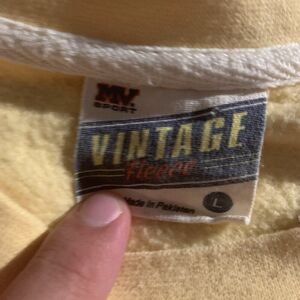 MV
SPORT
VINTAGE
fleece
Made in Pakistan L